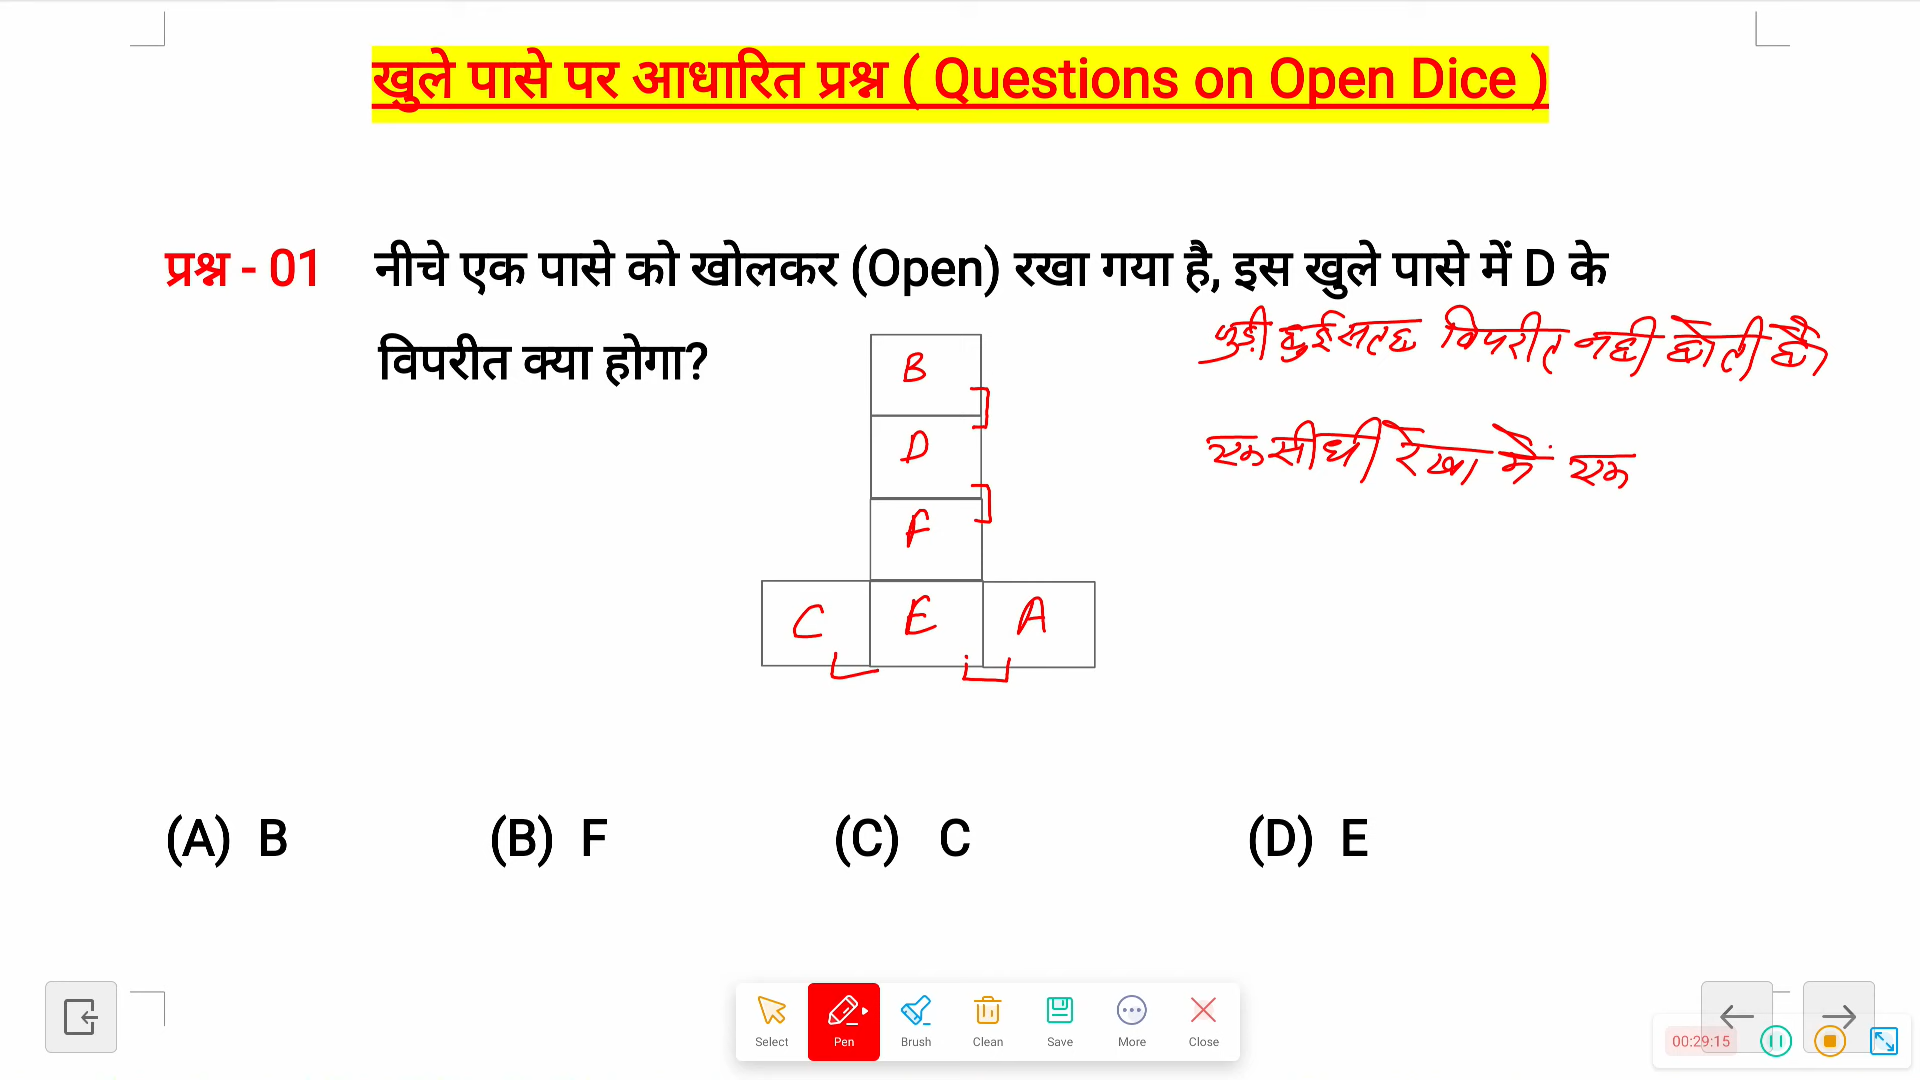 खुले पासे पर आधारित प्रश्न ( Questions on Open Dice )
प्रश्न - 01 नीचे एक पासे को खोलकर (Open) रखा गया है, इस खुले पासे में D के
विपरीत क्या होगा?
जुड़ी हुई सतह विपरीत नही होती है।
एक सीधी रेखा में एक
B
D
F
C E A
(A) B (B) F (C) C (D) E
Select Pen Brush Clean Save More Close
00:29:15